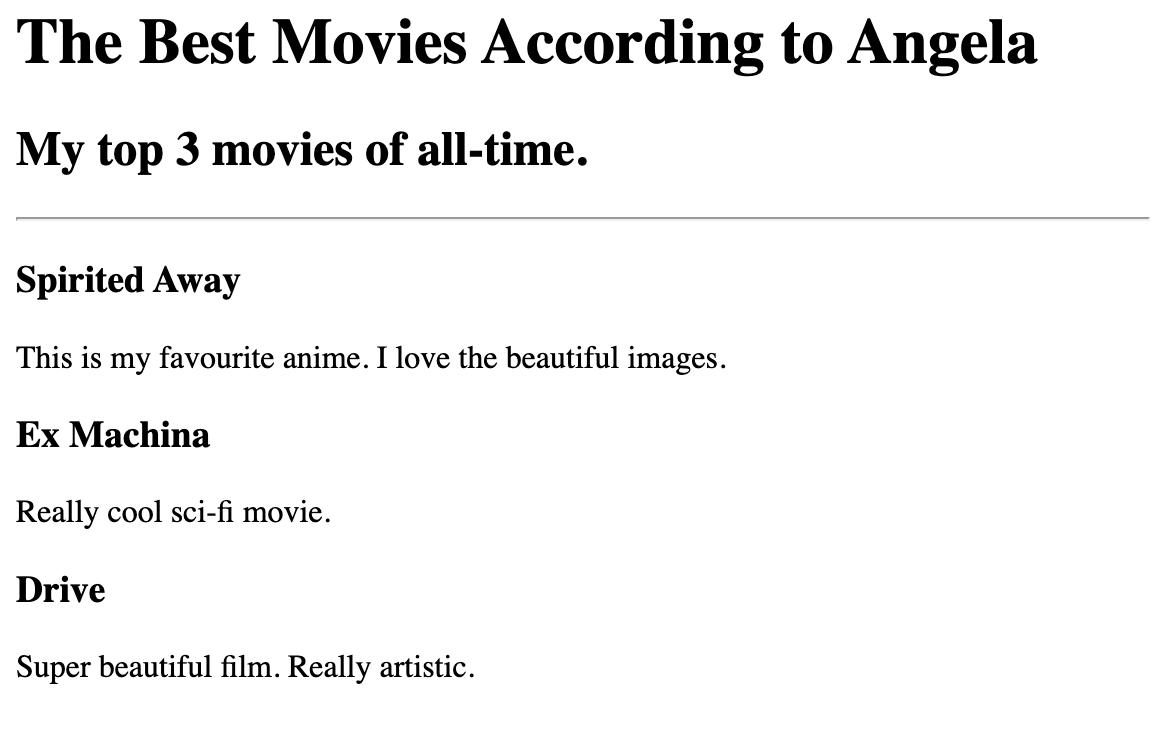 The Best Movies According to Angela
My top 3 movies of all-time.
Spirited Away
This is my favourite anime. I love the beautiful images.
Ex Machina
Really cool sci-fi movie.
Drive
Super beautiful film. Really artistic.